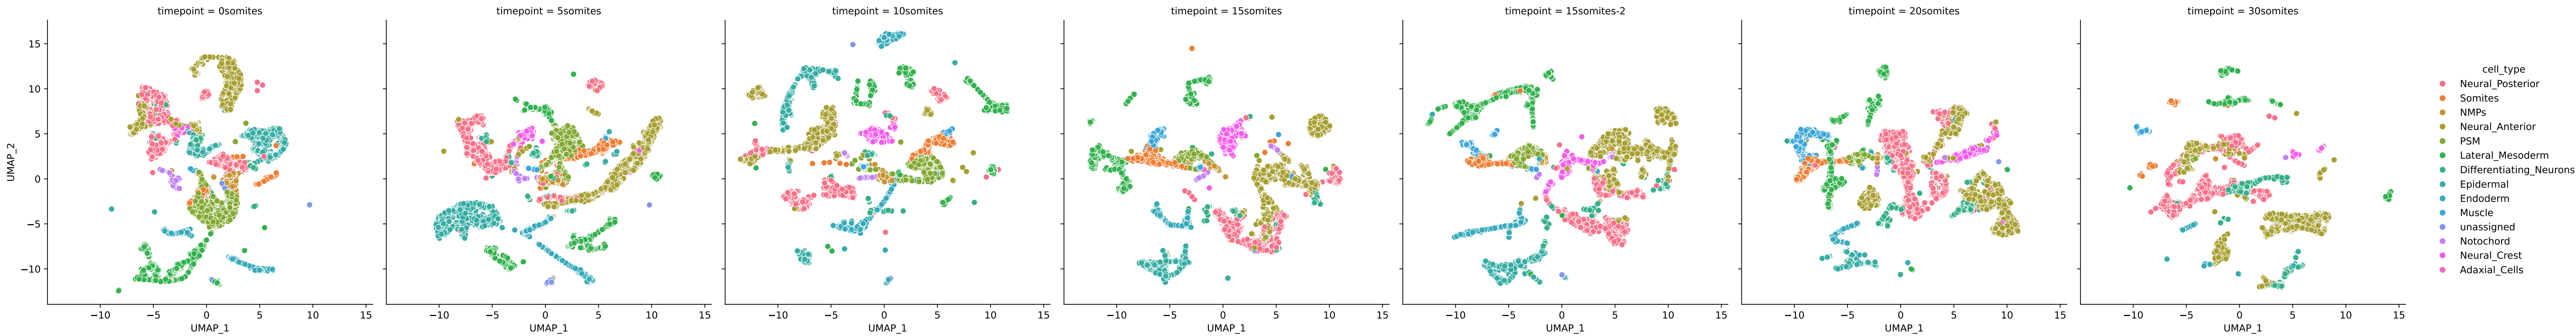 timepoint = 0somites
timepoint = 5somites
timepoint = 10somites
timepoint = 15somites
timepoint = 15somites-2
timepoint = 20somites
timepoint = 30somites
UMAP_2
15
10
5
0
−5
−10
−10 −5 0 5 10 15
−10 −5 0 5 10 15
−10 −5 0 5 10 15
−10 −5 0 5 10 15
−10 −5 0 5 10 15
−10 −5 0 5 10 15
−10 −5 0 5 10 15
UMAP_1
UMAP_1
UMAP_1
UMAP_1
UMAP_1
UMAP_1
UMAP_1
cell_type
Neural_Posterior
Somites
NMPs
Neural_Anterior
PSM
Lateral_Mesoderm
Differentiating_Neurons
Epidermal
Endoderm
Muscle
unassigned
Notochord
Neural_Crest
Adaxial_Cells